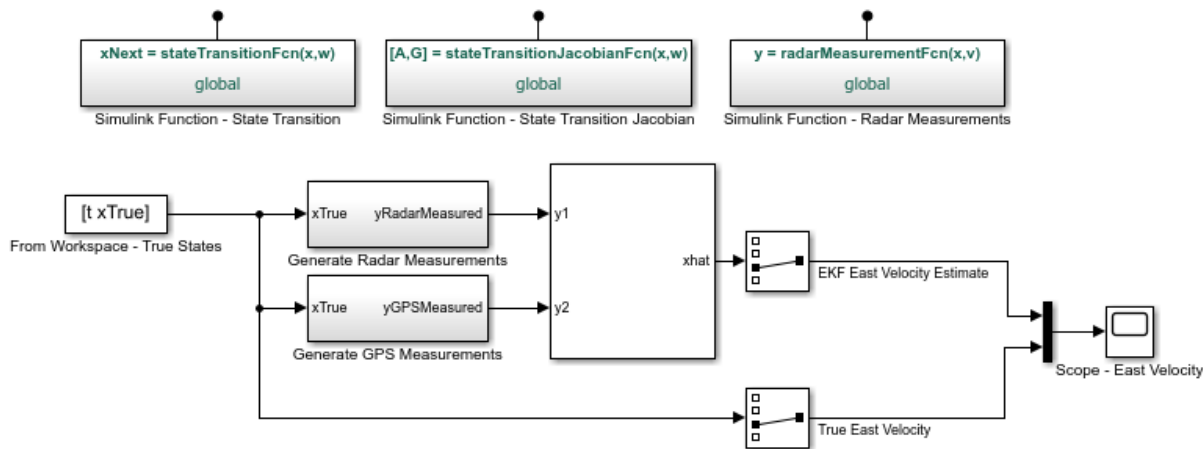 xNext = stateTransitionFcn(x,w)
global
Simulink Function - State Transition
[A,G] = stateTransitionJacobianFcn(x,w)
global
Simulink Function - State Transition Jacobian
y = radarMeasurementFcn(x,v)
global
Simulink Function - Radar Measurements
[t xTrue]
From Workspace - True States
xTrue yRadarMeasured
Generate Radar Measurements
xTrue yGPSMeasured
Generate GPS Measurements
y1
y2
xhat
EKF East Velocity Estimate
True East Velocity
Scope - East Velocity